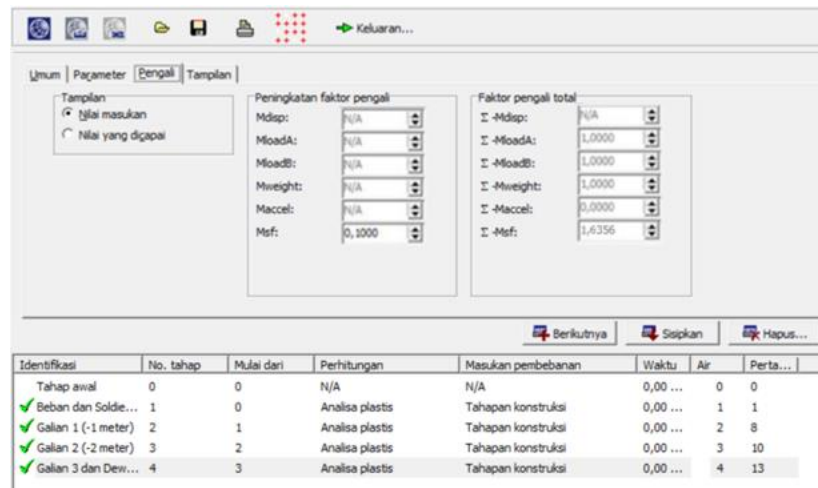 Keluaran...
Umum Parameter Pengali Tampilan
Tampilan
Nilai masukan
Nilai yang dicapai
Peningkatan faktor pengali
Mdisp: N/A
MloadA: N/A
MloadB: N/A
Mweight: N/A
Maccel: N/A
Msf: 0,1000
Faktor pengali total
Σ -Mdisp: N/A
Σ -MloadA: 1,0000
Σ -MloadB: 1,0000
Σ -Mweight: 1,0000
Σ -Maccel: 0,0000
Σ -Msf: 1,6356
Berikutnya Sisipkan Hapus...
Identifikasi No. tahap Mulai dari Perhitungan Masukan pembebanan Waktu Air Perta...
Tahap awal 0 0 N/A N/A 0,00 ... 0 0
Beban dan Soldie... 1 0 Analisa plastis Tahapan konstruksi 0,00 ... 1 1
Galian 1 (-1 meter) 2 1 Analisa plastis Tahapan konstruksi 0,00 ... 2 8
Galian 2 (-2 meter) 3 2 Analisa plastis Tahapan konstruksi 0,00 ... 3 10
Galian 3 dan Dew... 4 3 Analisa plastis Tahapan konstruksi 0,00 ... 4 13